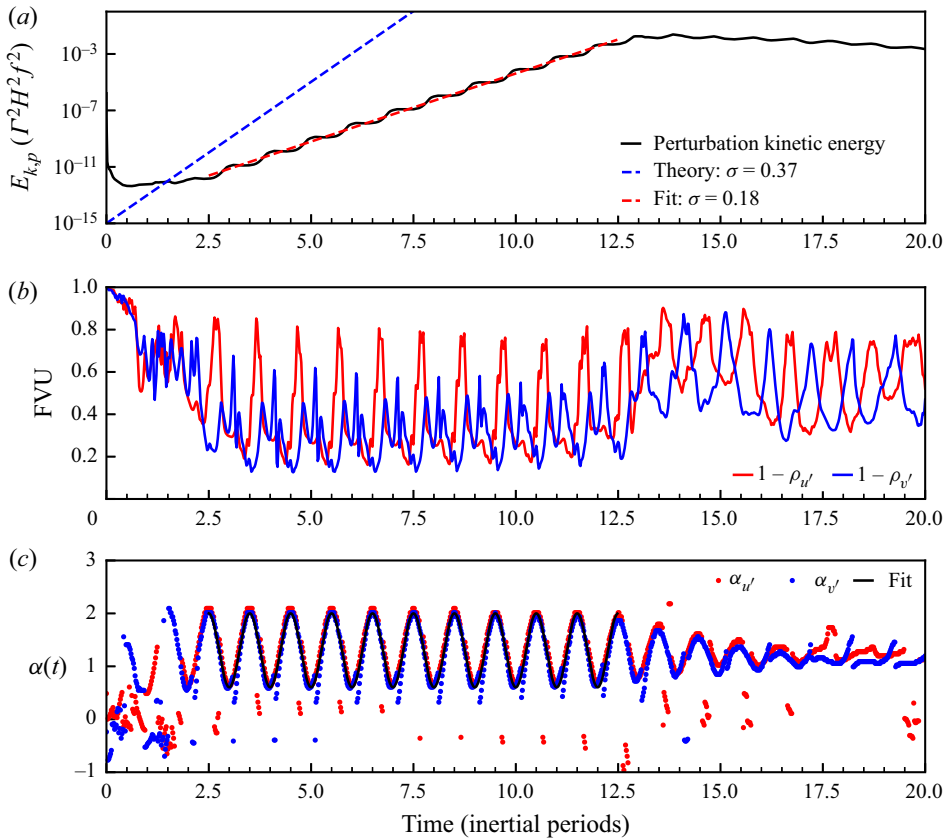 (a)
10⁻³
10⁻⁷
10⁻¹¹
10⁻¹⁵
E_{k,p} (Γ²H²f²)
Perturbation kinetic energy
Theory: σ = 0.37
Fit: σ = 0.18
0 2.5 5.0 7.5 10.0 12.5 15.0 17.5 20.0
(b)
1.0
0.8
0.6
0.4
0.2
FVU
1 − ρ_{u′} 1 − ρ_{v′}
0 2.5 5.0 7.5 10.0 12.5 15.0 17.5 20.0
(c)
3
2
1
0
−1
α(t)
α_{u′} α_{v′} Fit
0 2.5 5.0 7.5 10.0 12.5 15.0 17.5 20.0
Time (inertial periods)